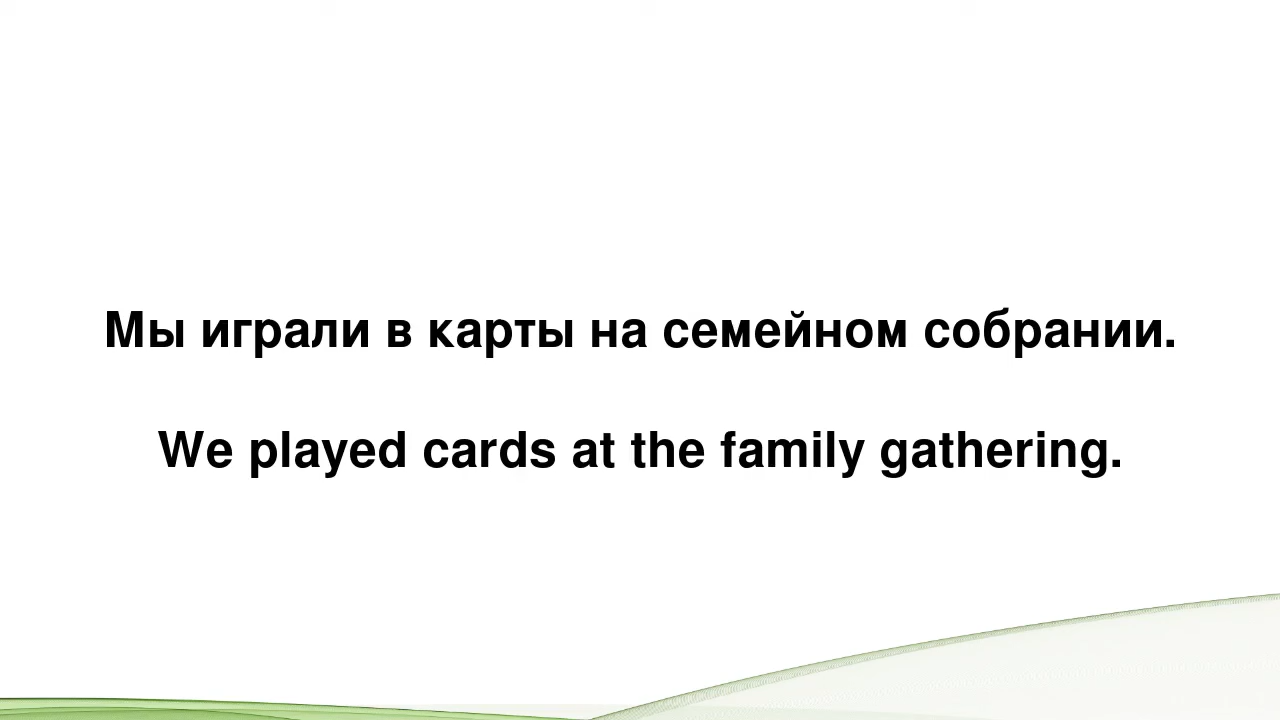 Мы играли в карты на семейном собрании.
We played cards at the family gathering.